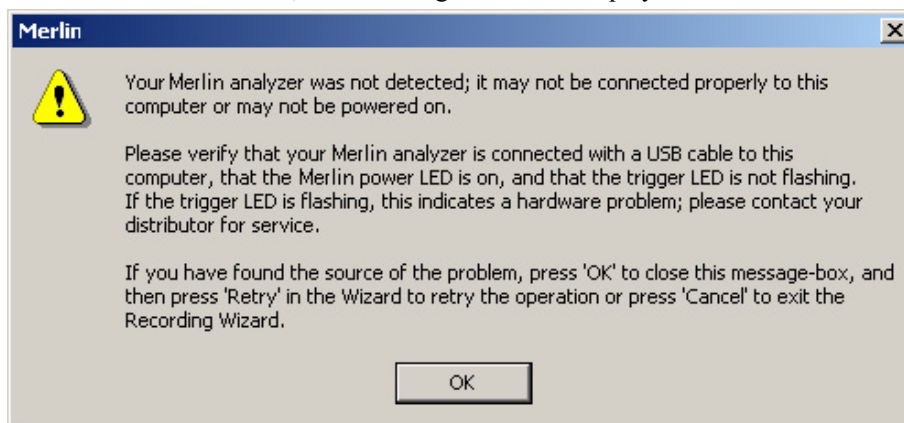 Merlin
Your Merlin analyzer was not detected; it may not be connected properly to this
computer or may not be powered on.
Please verify that your Merlin analyzer is connected with a USB cable to this
computer, that the Merlin power LED is on, and that the trigger LED is not flashing.
If the trigger LED is flashing, this indicates a hardware problem; please contact your
distributor for service.
If you have found the source of the problem, press 'OK' to close this message-box, and
then press 'Retry' in the Wizard to retry the operation or press 'Cancel' to exit the
Recording Wizard.
OK